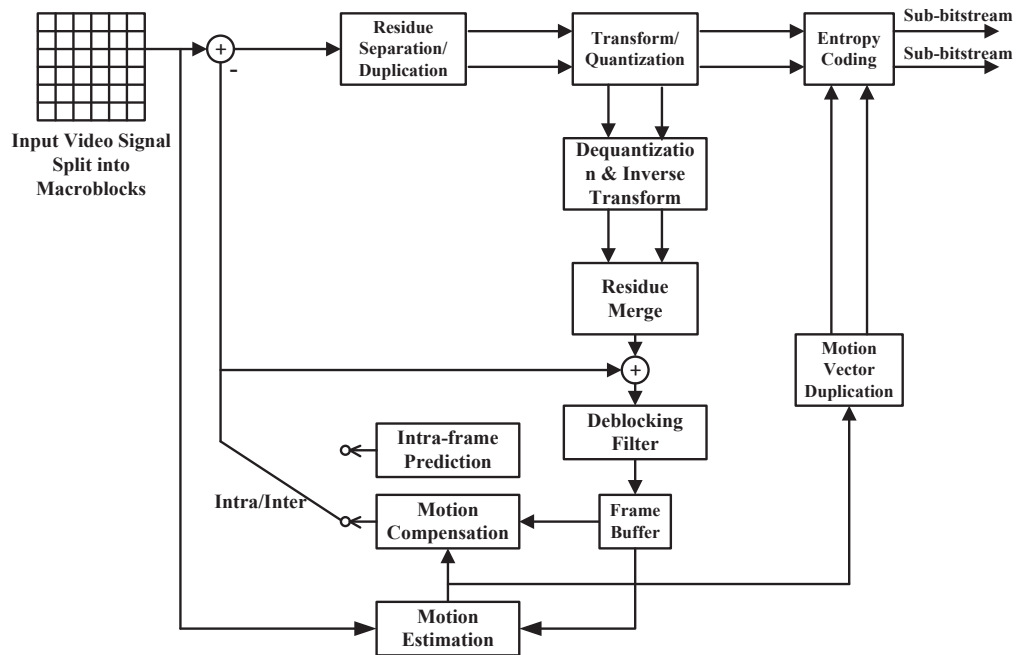 Sub-bitstream
Residue
Separation/
Duplication
Transform/
Quantization
Entropy
Coding
Sub-bitstream
+
-
Input Video Signal
Split into
Macroblocks
Dequantizatio
n & Inverse
Transform
Residue
Merge
+
Motion
Vector
Duplication
Deblocking
Filter
Intra-frame
Prediction
Intra/Inter
Motion
Compensation
Frame
Buffer
Motion
Estimation